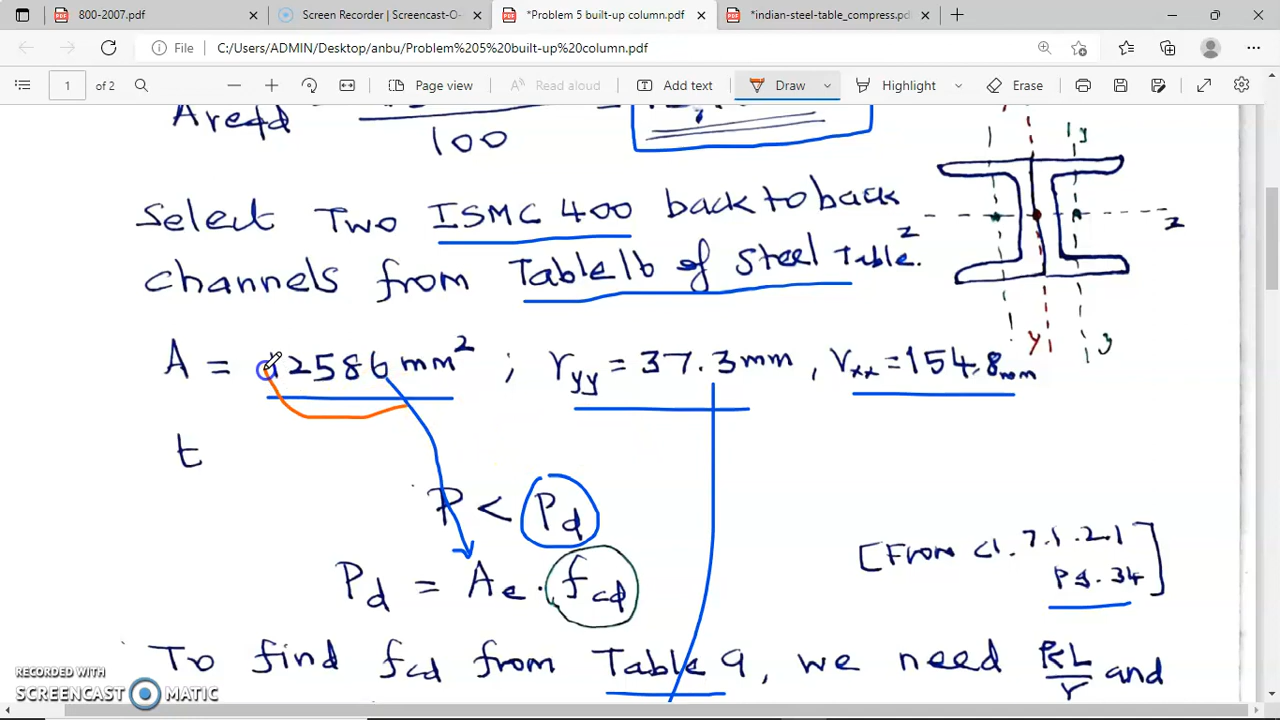 800-2007.pdf
Screen Recorder | Screencast-O-
*Problem 5 built-up column.pdf
*indian-steel-table_compress.pd
File C:/Users/ADMIN/Desktop/anbu/Problem%205%20built-up%20column.pdf
1 of 2 Page view Read aloud Add text Draw Highlight Erase
100
y
Select Two ISMC 400 back to back
channels from Table 1b of Steel Table.
z z
y y
A = 12586 mm² ; ryy = 37.3mm , rxx = 154.8mm
t
P < Pd
[From cl. 7.1.2.1
Pg. 34]
Pd = Ae . fcd
To find fcd from Table 9, we need KL/r and
RECORDED WITH
SCREENCAST MATIC